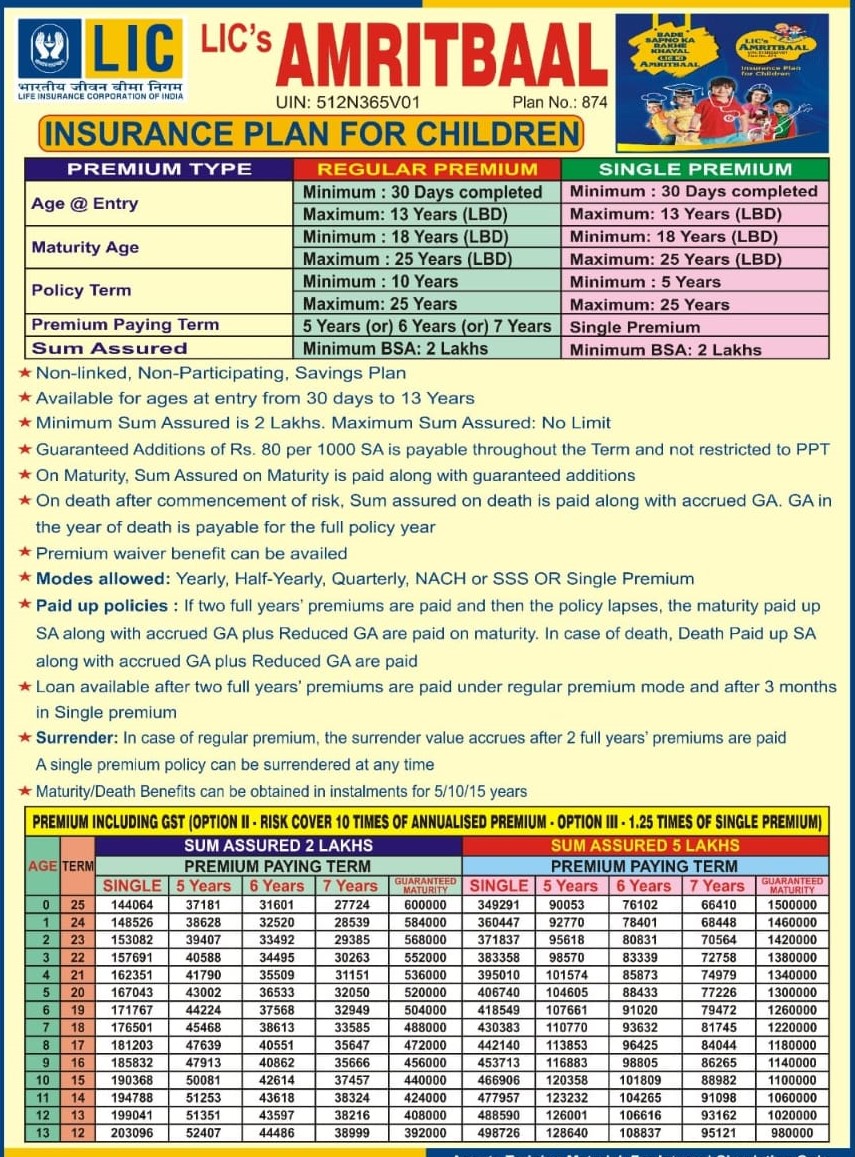 LIC
भारतीय जीवन बीमा निगम
LIFE INSURANCE CORPORATION OF INDIA
LIC's AMRITBAAL
UIN: 512N365V01 Plan No.: 874
BADE SAPNO KA
RAKHE KHAYAL
LIC KI
AMRITBAAL
LIC's
AMRITBAAL
Insurance Plan
for Children
INSURANCE PLAN FOR CHILDREN
PREMIUM TYPE REGULAR PREMIUM SINGLE PREMIUM
Age @ Entry Minimum : 30 Days completed Minimum : 30 Days completed
Maximum: 13 Years (LBD) Maximum: 13 Years (LBD)
Maturity Age Minimum : 18 Years (LBD) Minimum: 18 Years (LBD)
Maximum : 25 Years (LBD) Maximum: 25 Years (LBD)
Policy Term Minimum : 10 Years Minimum : 5 Years
Maximum: 25 Years Maximum: 25 Years
Premium Paying Term 5 Years (or) 6 Years (or) 7 Years Single Premium
Sum Assured Minimum BSA: 2 Lakhs Minimum BSA: 2 Lakhs
★ Non-linked, Non-Participating, Savings Plan
★ Available for ages at entry from 30 days to 13 Years
★ Minimum Sum Assured is 2 Lakhs. Maximum Sum Assured: No Limit
★ Guaranteed Additions of Rs. 80 per 1000 SA is payable throughout the Term and not restricted to PPT
★ On Maturity, Sum Assured on Maturity is paid along with guaranteed additions
★ On death after commencement of risk, Sum assured on death is paid along with accrued GA. GA in
the year of death is payable for the full policy year
★ Premium waiver benefit can be availed
★ Modes allowed: Yearly, Half-Yearly, Quarterly, NACH or SSS OR Single Premium
★ Paid up policies : If two full years' premiums are paid and then the policy lapses, the maturity paid up
SA along with accrued GA plus Reduced GA are paid on maturity. In case of death, Death Paid up SA
along with accrued GA plus Reduced GA are paid
★ Loan available after two full years' premiums are paid under regular premium mode and after 3 months
in Single premium
★ Surrender: In case of regular premium, the surrender value accrues after 2 full years' premiums are paid
A single premium policy can be surrendered at any time
★ Maturity/Death Benefits can be obtained in instalments for 5/10/15 years
PREMIUM INCLUDING GST (OPTION II - RISK COVER 10 TIMES OF ANNUALISED PREMIUM - OPTION III - 1.25 TIMES OF SINGLE PREMIUM)
SUM ASSURED 2 LAKHS SUM ASSURED 5 LAKHS
AGE TERM PREMIUM PAYING TERM PREMIUM PAYING TERM
SINGLE 5 Years 6 Years 7 Years GUARANTEED MATURITY SINGLE 5 Years 6 Years 7 Years GUARANTEED MATURITY
0 25 144064 37181 31601 27724 600000 349291 90053 76102 66410 1500000
1 24 148526 38628 32520 28539 584000 360447 92770 78401 68448 1460000
2 23 153082 39407 33492 29385 568000 371837 95618 80831 70564 1420000
3 22 157691 40588 34495 30263 552000 383358 98570 83339 72758 1380000
4 21 162351 41790 35509 31151 536000 395010 101574 85873 74979 1340000
5 20 167043 43002 36533 32050 520000 406740 104605 88433 77226 1300000
6 19 171767 44224 37568 32949 504000 418549 107661 91020 79472 1260000
7 18 176501 45468 38613 33585 488000 430383 110770 93632 81745 1220000
8 17 181203 47639 40551 35647 472000 442140 113853 96425 84044 1180000
9 16 185832 47913 40862 35666 456000 453713 116883 98805 86265 1140000
10 15 190368 50081 42614 37457 440000 466906 120358 101809 88982 1100000
11 14 194788 51253 43618 38324 424000 477957 123232 104265 91098 1060000
12 13 199041 51351 43597 38216 408000 488590 126001 106616 93162 1020000
13 12 203096 52407 44486 38999 392000 498726 128640 108837 95121 980000